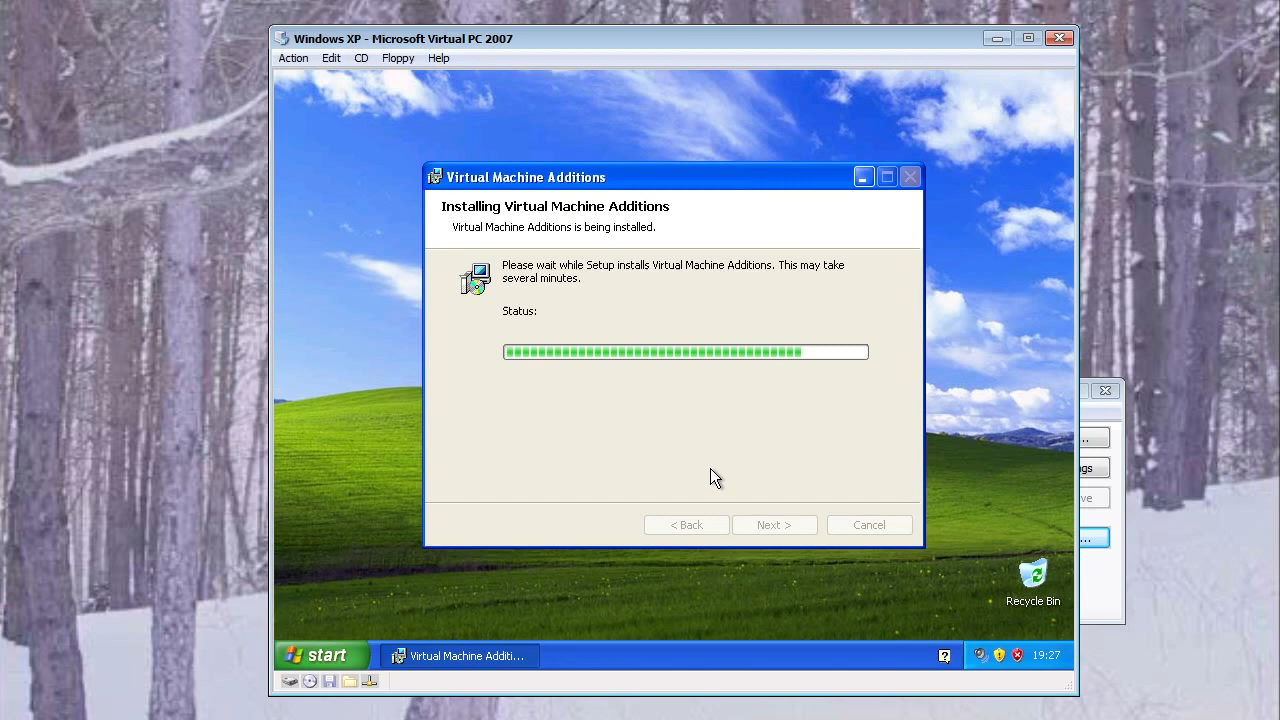 Windows XP - Microsoft Virtual PC 2007
Action Edit CD Floppy Help
Virtual Machine Additions
Installing Virtual Machine Additions
Virtual Machine Additions is being installed.
Please wait while Setup installs Virtual Machine Additions. This may take
several minutes.
Status:
< Back Next > Cancel
Recycle Bin
start Virtual Machine Additi... 19:27